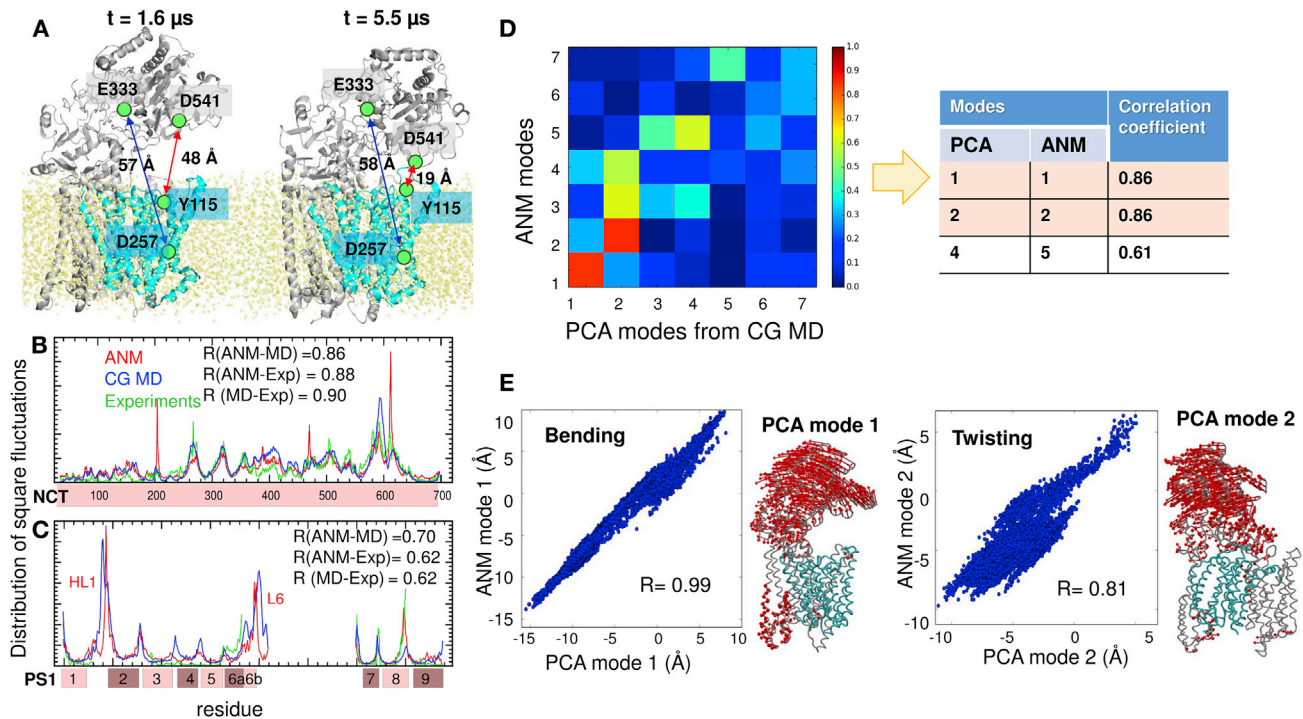 A
t = 1.6 µs
t = 5.5 µs
E333
D541
57 Å
48 Å
Y115
D257
E333
D541
58 Å
19 Å
Y115
D257
B
ANM
CG MD
Experiments
R(ANM-MD) =0.86
R(ANM-Exp) = 0.88
R (MD-Exp) = 0.90
NCT
100
200
300
400
500
600
700
Distribution of square fluctuations
C
HL1
L6
R(ANM-MD)=0.70
R(ANM-Exp) = 0.62
R (MD-Exp) = 0.62
PS1
1
2
3
4
5
6a
6b
7
8
9
residue
D
ANM modes
7
6
5
4
3
2
1
1
2
3
4
5
6
7
PCA modes from CG MD
1.0
0.9
0.8
0.7
0.6
0.5
0.4
0.3
0.2
0.1
0.0
Modes
Correlation
coefficient
PCA
ANM
1
1
0.86
2
2
0.86
4
5
0.61
E
Bending
R= 0.99
ANM mode 1 (Å)
10
5
0
-5
-10
-15
-15
-10
-5
0
5
10
PCA mode 1 (Å)
PCA mode 1
Twisting
R= 0.81
ANM mode 2 (Å)
5
0
-5
-10
-10
-5
0
5
PCA mode 2 (Å)
PCA mode 2